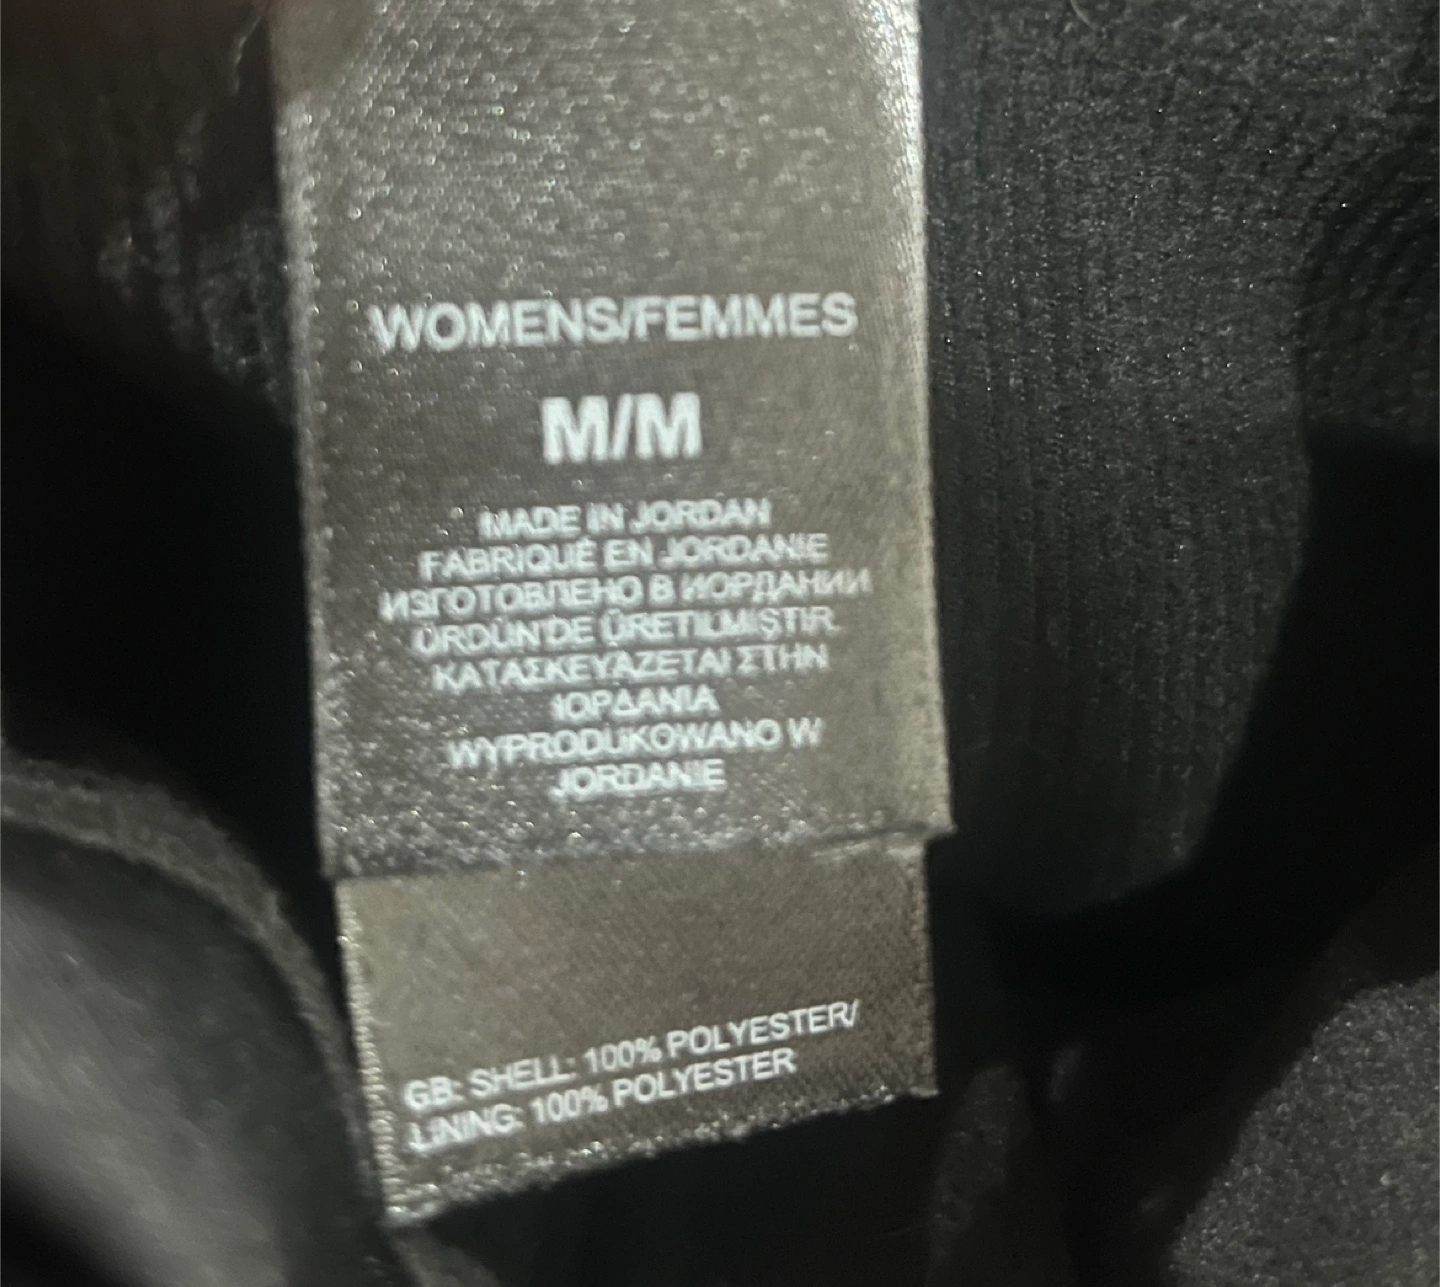 WOMENS/FEMMES
M/M
MADE IN JORDAN
FABRIQUÉ EN JORDANIE
ИЗГОТОВЛЕНО В ИОРДАНИИ
ÜRDÜN'DE ÜRETILMIŞTIR
ΚΑΤΑΣΚΕΥΑΖΕΤΑΙ ΣΤΗΝ
ΙΟΡΔΑΝΙΑ
WYPRODUKOWANO W
JORDANIE
GB: SHELL: 100% POLYESTER/
LINING: 100% POLYESTER